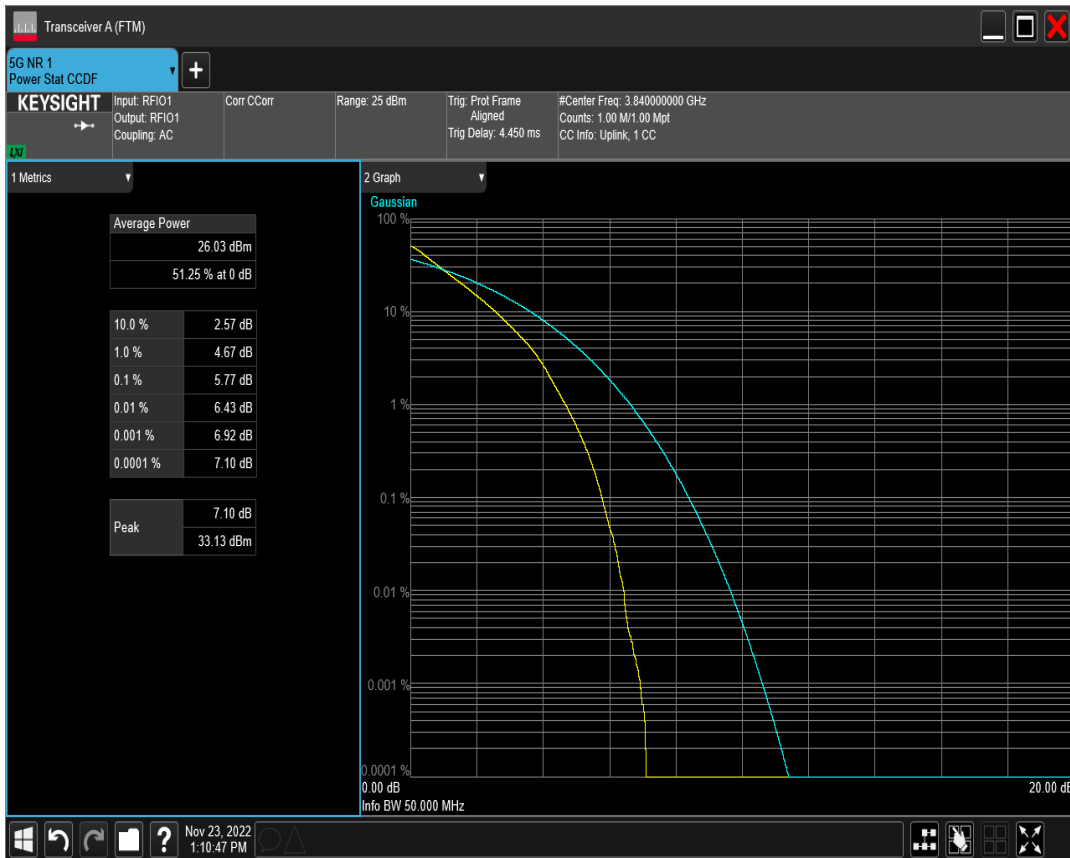 Transceiver A (FTM)
5G NR 1
Power Stat CCDF
+
KEYSIGHT
LXI
Input: RFIO1
Output: RFIO1
Coupling: AC
Corr CCorr
Range: 25 dBm
Trig: Prot Frame
Aligned
Trig Delay: 4.450 ms
#Center Freq: 3.840000000 GHz
Counts: 1.00 M/1.00 Mpt
CC Info: Uplink, 1 CC
1 Metrics
Average Power
26.03 dBm
51.25 % at 0 dB
10.0 % 2.57 dB
1.0 % 4.67 dB
0.1 % 5.77 dB
0.01 % 6.43 dB
0.001 % 6.92 dB
0.0001 % 7.10 dB
Peak
7.10 dB
33.13 dBm
2 Graph
Gaussian
100 %
10 %
1 %
0.1 %
0.01 %
0.001 %
0.0001 %
0.00 dB
20.00 dB
Info BW 50.000 MHz
?
Nov 23, 2022
1:10:47 PM